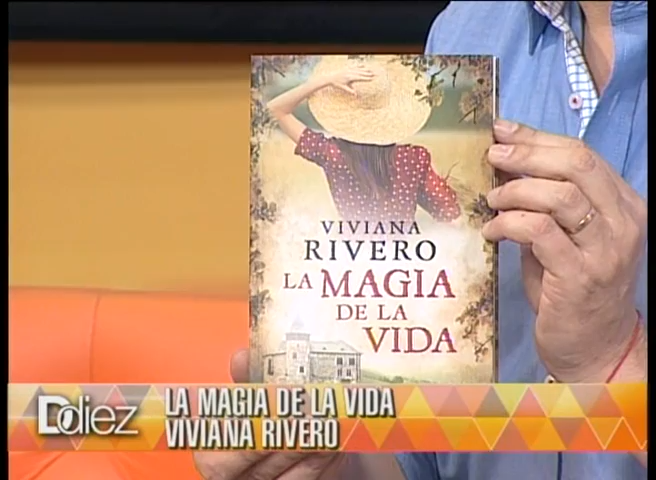 VIVIANA
RIVERO
LA MAGIA
DE LA
VIDA
Ddiez
LA MAGIA DE LA VIDA
VIVIANA RIVERO